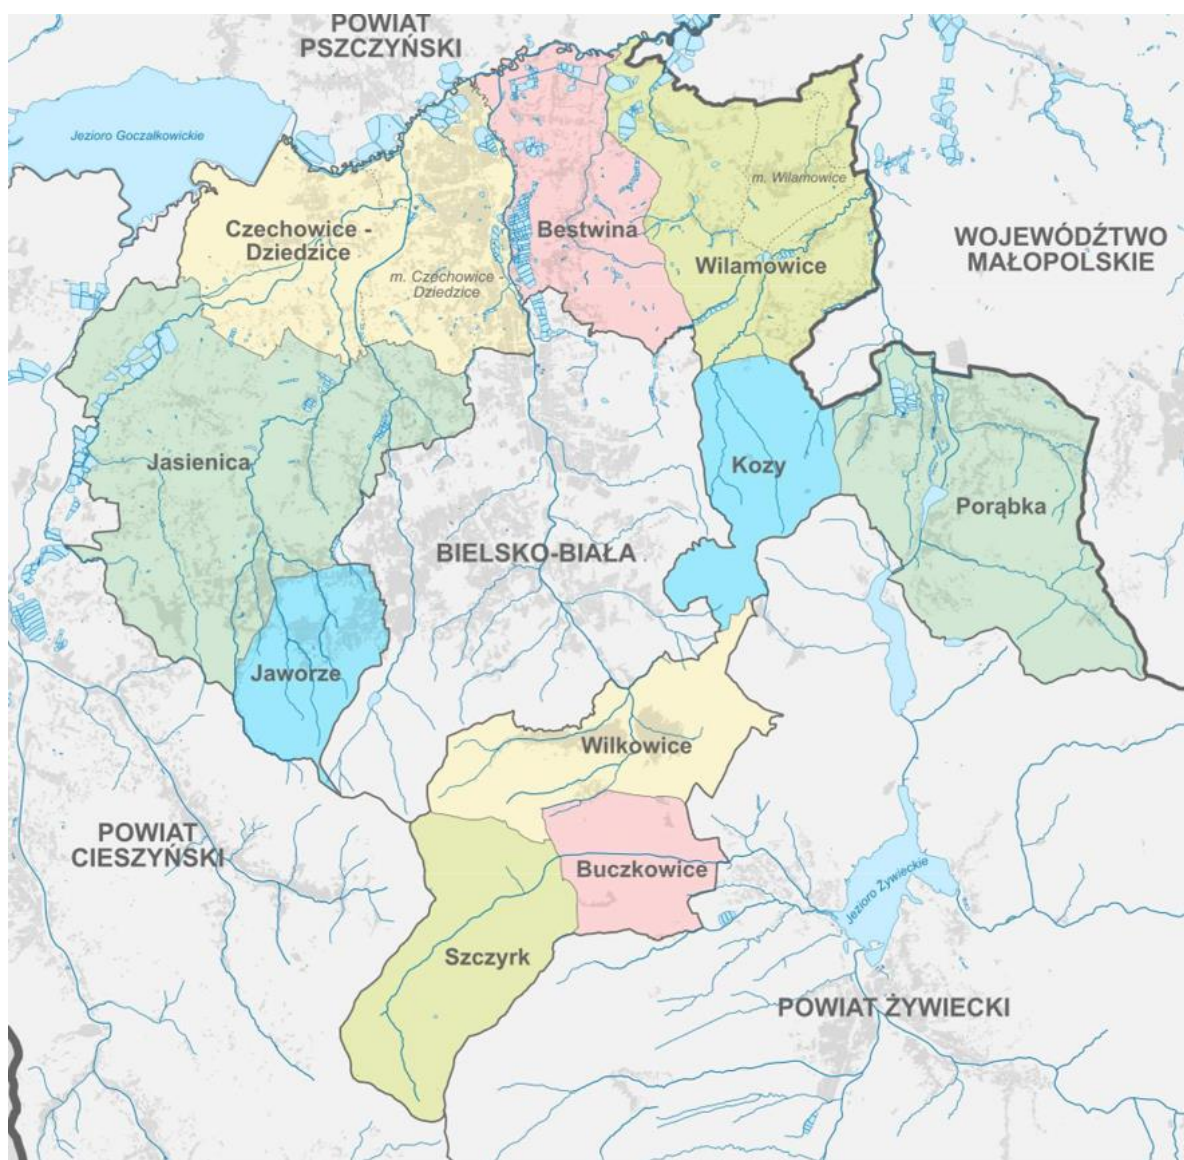 POWIAT
PSZCZYŃSKI
Jezioro Goczałkowickie
m. Wilamowice
Czechowice -
Dziedzice
Bestwina
WOJEWÓDŹTWO
MAŁOPOLSKIE
Wilamowice
m. Czechowice -
Dziedzice
Jasienica
Kozy
Porąbka
BIELSKO-BIAŁA
Jaworze
Wilkowice
POWIAT
CIESZYŃSKI
Buczkowice
Jezioro Żywieckie
Szczyrk
POWIAT ŻYWIECKI